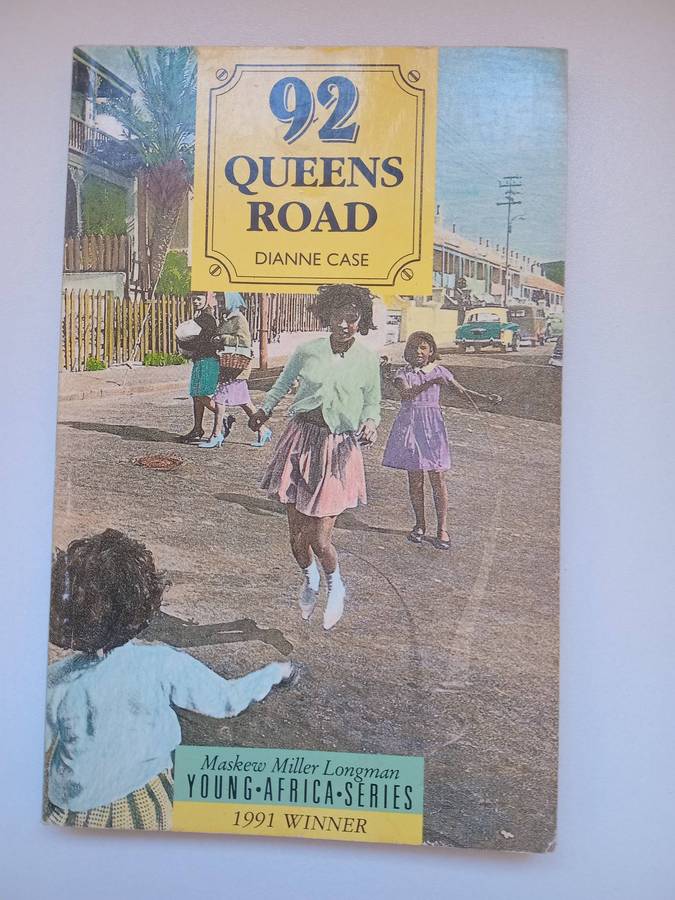 92
QUEENS
ROAD
DIANNE CASE
Maskew Miller Longman
YOUNG•AFRICA•SERIES
1991 WINNER